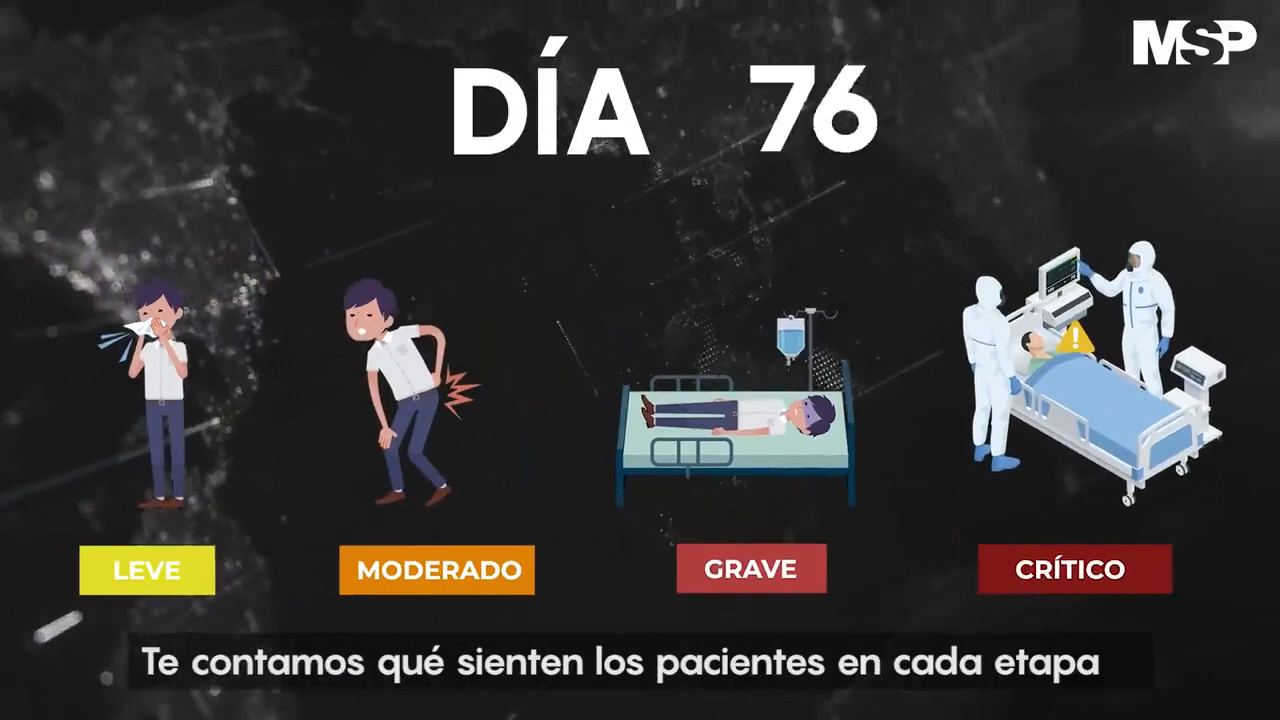 MSP
DÍA 76
LEVE
MODERADO
GRAVE
CRÍTICO
Te contamos qué sienten los pacientes en cada etapa